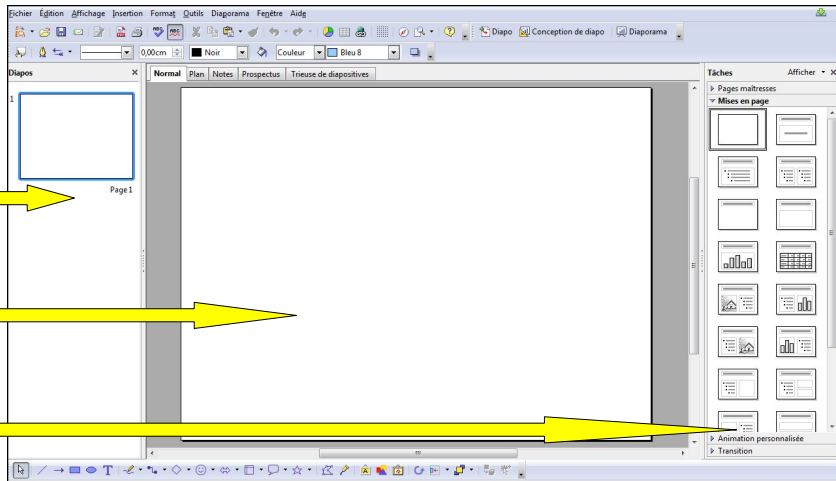 Fichier Édition Affichage Insertion Format Outils Diaporama Fenêtre Aide
Diapo Conception de diapo Diaporama
0,00cm Noir Couleur Bleu 8
Diapos
Normal Plan Notes Prospectus Trieuse de diapositives
Tâches Afficher
Pages maîtresses
Mises en page
1
Page 1
Animation personnalisée
Transition